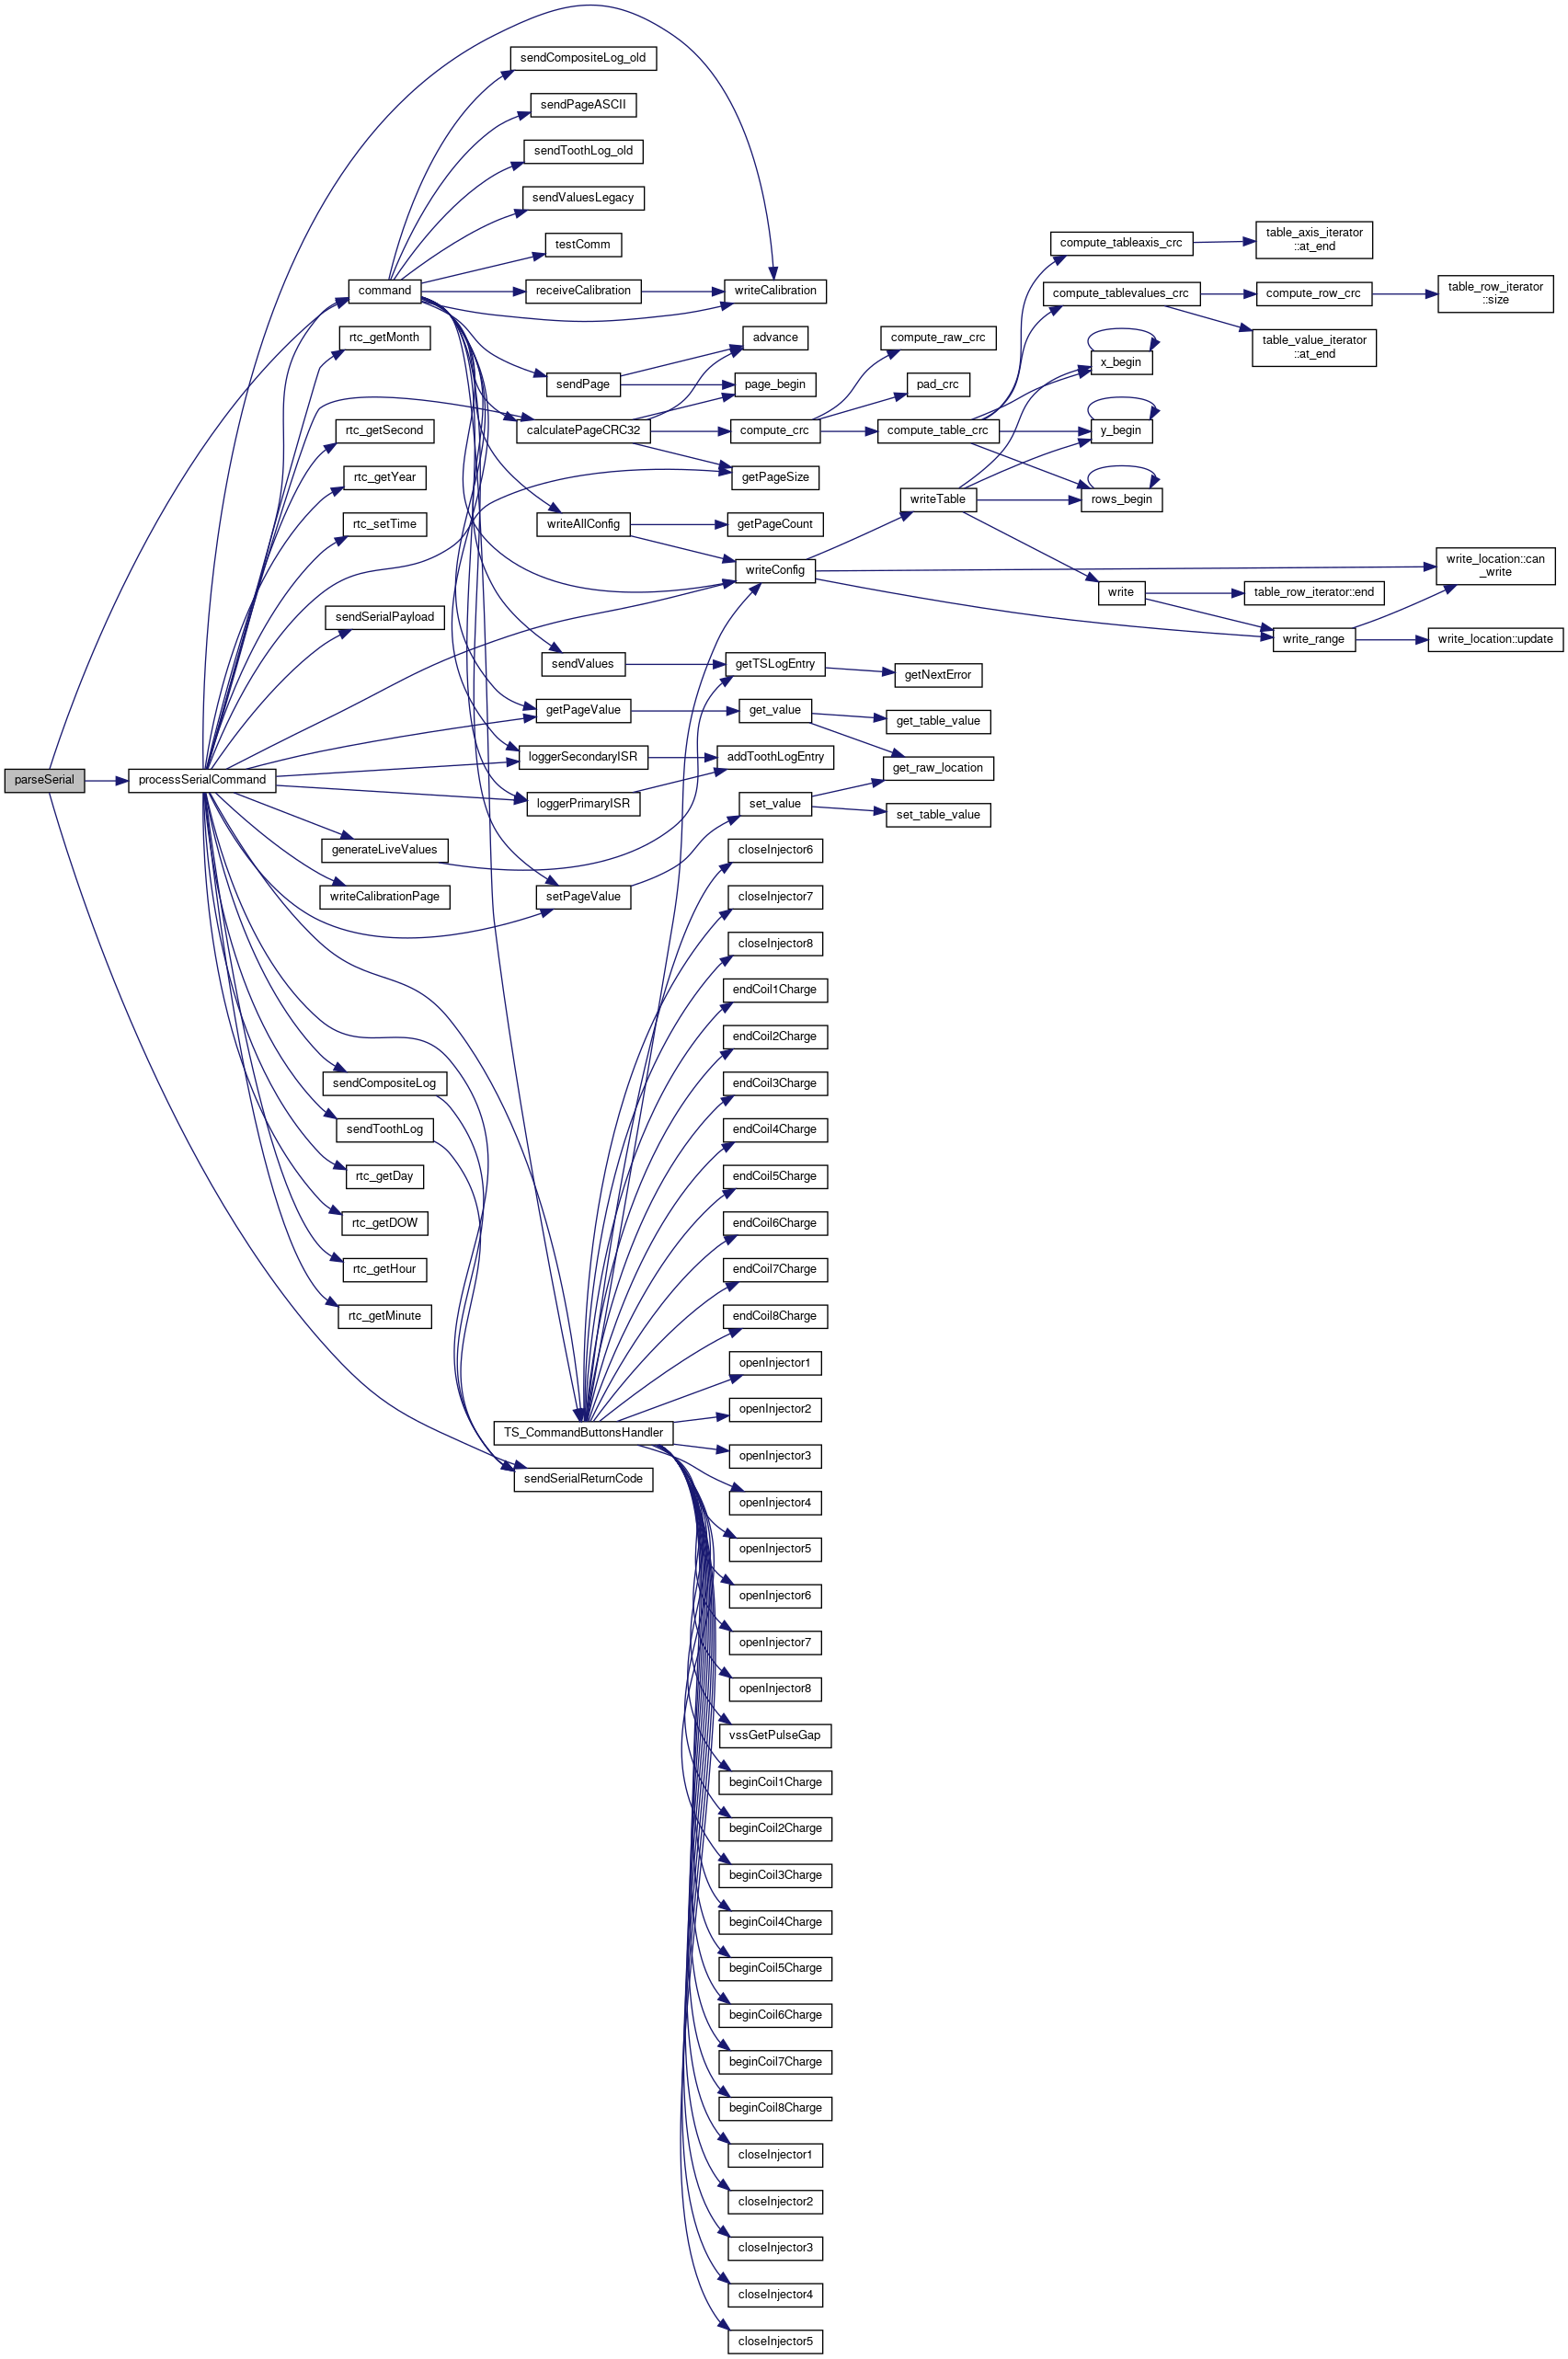 parseSerial
processSerialCommand
command
rtc_getMonth
rtc_getSecond
rtc_getYear
rtc_setTime
sendSerialPayload
generateLiveValues
writeCalibrationPage
sendCompositeLog
sendToothLog
rtc_getDay
rtc_getDOW
rtc_getHour
rtc_getMinute
sendCompositeLog_old
sendPageASCII
sendToothLog_old
sendValuesLegacy
testComm
receiveCalibration
sendPage
calculatePageCRC32
writeAllConfig
sendValues
getPageValue
loggerSecondaryISR
loggerPrimaryISR
setPageValue
TS_CommandButtonsHandler
sendSerialReturnCode
writeCalibration
advance
page_begin
compute_crc
getPageSize
getPageCount
writeConfig
getTSLogEntry
get_value
addToothLogEntry
set_value
closeInjector6
closeInjector7
closeInjector8
endCoil1Charge
endCoil2Charge
endCoil3Charge
endCoil4Charge
endCoil5Charge
endCoil6Charge
endCoil7Charge
endCoil8Charge
openInjector1
openInjector2
openInjector3
openInjector4
openInjector5
openInjector6
openInjector7
openInjector8
vssGetPulseGap
beginCoil1Charge
beginCoil2Charge
beginCoil3Charge
beginCoil4Charge
beginCoil5Charge
beginCoil6Charge
beginCoil7Charge
beginCoil8Charge
closeInjector1
closeInjector2
closeInjector3
closeInjector4
closeInjector5
compute_raw_crc
pad_crc
compute_table_crc
writeTable
getNextError
get_table_value
get_raw_location
set_table_value
compute_tableaxis_crc
compute_tablevalues_crc
x_begin
y_begin
rows_begin
write
table_axis_iterator
::at_end
compute_row_crc
table_value_iterator
::at_end
table_row_iterator::end
write_range
table_row_iterator
::size
write_location::can
_write
write_location::update